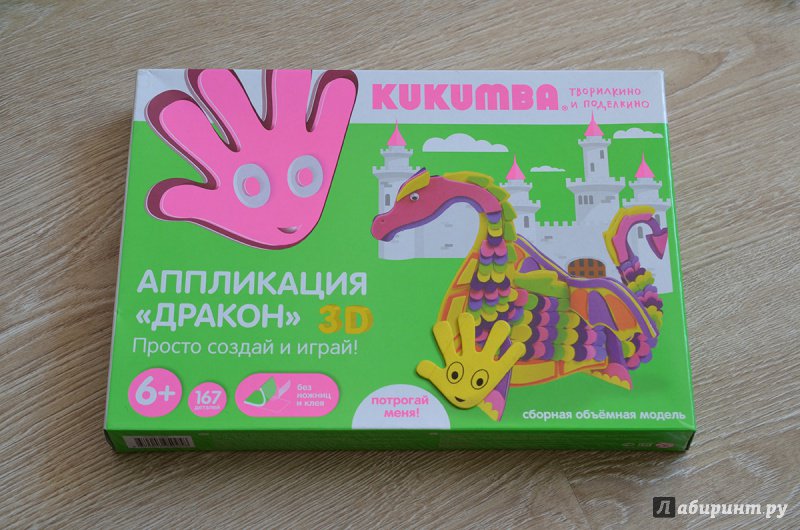 KUKUMBA®
ТВОРИЛКИНО
И ПОДЕЛКИНО
АППЛИКАЦИЯ
«ДРАКОН» 3D
Просто создай и играй!
6+
167
деталей
без
ножниц
и клея
потрогай
меня!
сборная объёмная модель
Лабиринт.ру